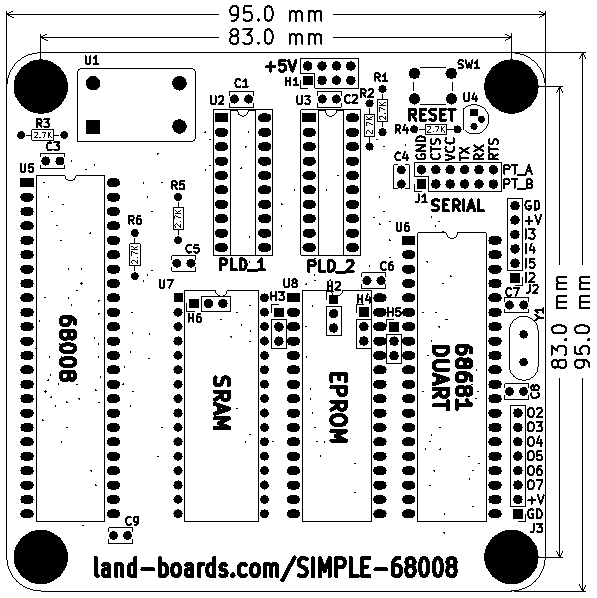 95.0 mm
83.0 mm
U1
+5V
H1
SW1
C1
R1
R2
U2
U3
C2
U4
RESET
R3
2.7K
2.7K
2.7K
R4
2.7K
C3
U5
C4
GND
CTS
VCC
TX
RX
RTS
PT_A
PT_B
J1
SERIAL
R5
2.7K
R6
2.7K
C5
PLD_1
PLD_2
U6
GD
+V
I3
I4
I5
I2
J2
C6
U7
U8
H6
H3
H2
H4
H5
C7
Y1
83.0 mm
95.0 mm
68008
SRAM
EPROM
68681
DUART
C8
O2
O3
O4
O5
O6
O7
+V
GD
J3
C9
land-boards.com/SIMPLE-68008